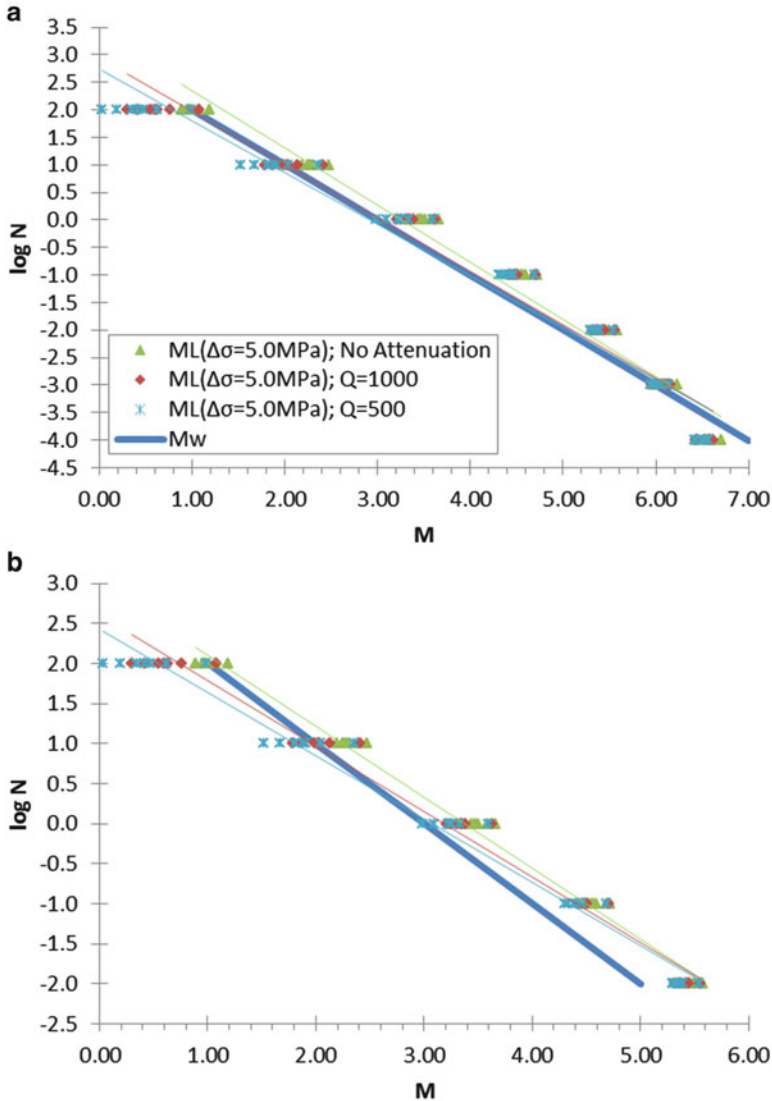 a
3.5
3.0
2.5
2.0
1.5
1.0
0.5
0.0
-0.5
-1.0
-1.5
-2.0
-2.5
-3.0
-3.5
-4.0
-4.5
log N
ML(Δσ=5.0MPa); No Attenuation
ML(Δσ=5.0MPa); Q=1000
ML(Δσ=5.0MPa); Q=500
Mw
0.00 1.00 2.00 3.00 4.00 5.00 6.00 7.00
M
b
3.0
2.5
2.0
1.5
1.0
0.5
0.0
-0.5
-1.0
-1.5
-2.0
-2.5
log N
0.00 1.00 2.00 3.00 4.00 5.00 6.00
M